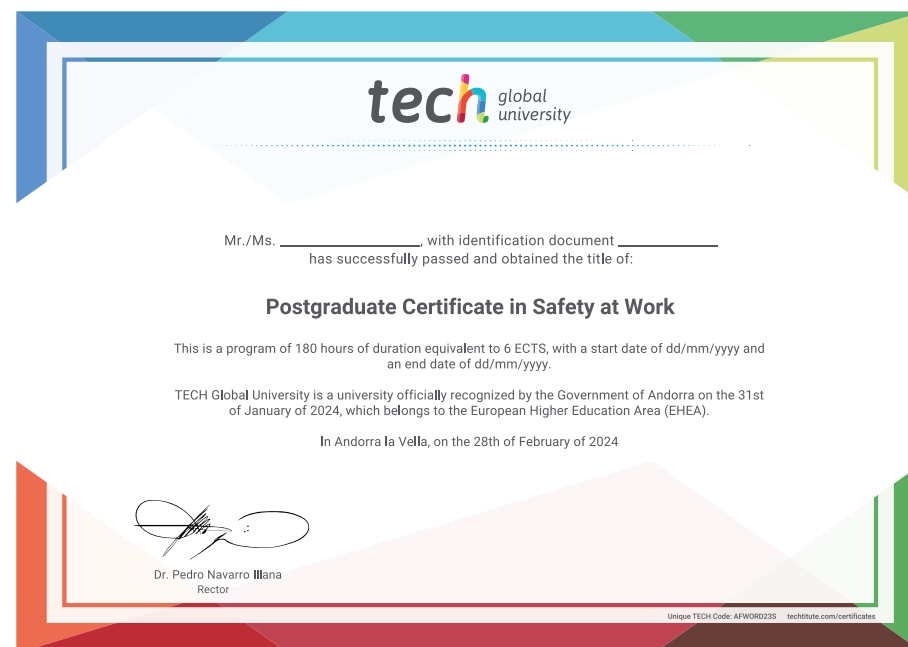 tech global
university
Mr./Ms. ____________, with identification document ____________
has successfully passed and obtained the title of:
Postgraduate Certificate in Safety at Work
This is a program of 180 hours of duration equivalent to 6 ECTS, with a start date of dd/mm/yyyy and
an end date of dd/mm/yyyy.
TECH Global University is a university officially recognized by the Government of Andorra on the 31st
of January of 2024, which belongs to the European Higher Education Area (EHEA).
In Andorra la Vella, on the 28th of February of 2024
Dr. Pedro Navarro Illana
Rector
Unique TECH Code: AFWORD23S techtitute.com/certificates